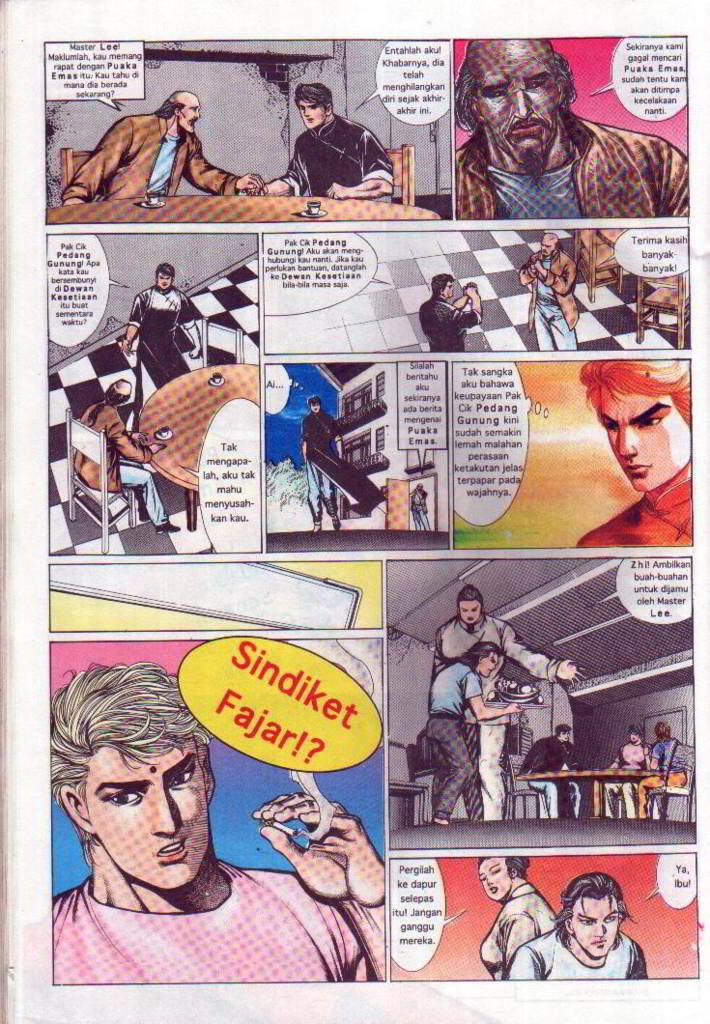 Master Lee!
Maklumlah, kau memang
rapat dengan Puaka
Emas itu. Kau tahu di
mana dia berada
sekarang?
Entahlah aku!
Khabarnya, dia
telah
menghilangkan
diri sejak akhir-
akhir ini.
Sekiranya kami
gagal mencari
Puaka Emas,
sudah tentu kami
akan ditimpa
kecelakaan
nanti.
Pak Cik
Pedang
Gunung! Apa
kata kau
bersembunyi
di Dewan
Kesetiaan
itu buat
sementara
waktu?
Tak
mengapa-
lah, aku tak
mahu
menyusah-
kan kau.
Pak Cik Pedang
Gunung! Aku akan meng-
hubungi kau nanti. Jika kau
perlukan bantuan, datanglah
ke Dewan Kesetiaan
bila-bila masa saja.
Terima kasih
banyak-
banyak!
Ai...
Silalah
beritahu
aku
sekiranya
ada berita
mengenai
Puaka
Emas.
Tak sangka
aku bahawa
keupayaan Pak
Cik Pedang
Gunung kini
sudah semakin
lemah malahan
perasaan
ketakutan jelas
terpapar pada
wajahnya.
Sindiket
Fajar!?
Zhi! Ambilkan
buah-buahan
untuk dijamu
oleh Master
Lee.
Pergilah
ke dapur
selepas
itu! Jangan
ganggu
mereka.
Ya,
Ibu!